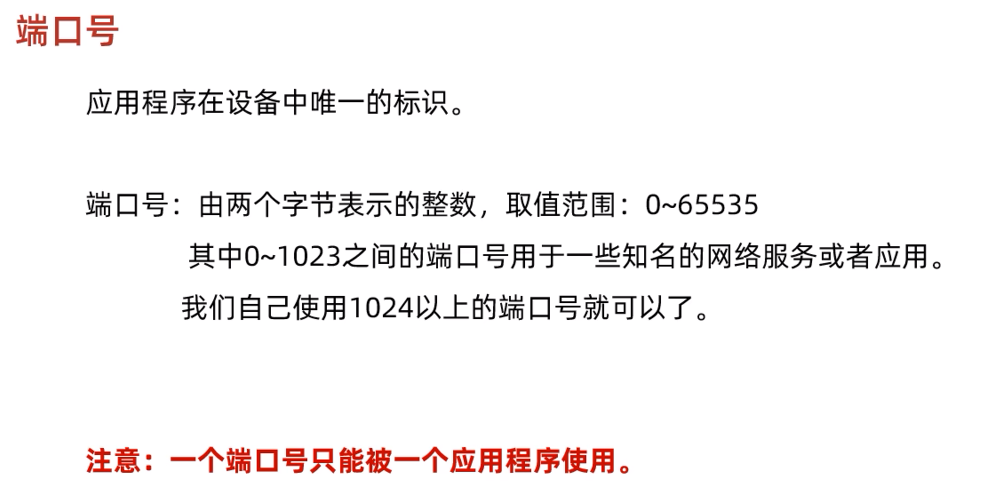 端口号
应用程序在设备中唯一的标识。
端口号：由两个字节表示的整数，取值范围：0~65535
其中0~1023之间的端口号用于一些知名的网络服务或者应用。
我们自己使用1024以上的端口号就可以了。
注意：一个端口号只能被一个应用程序使用。